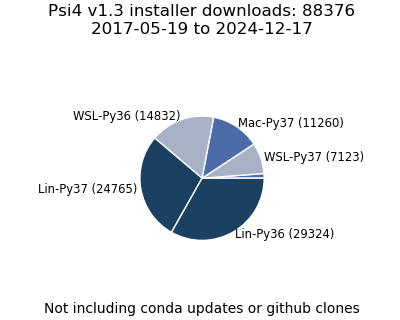 Psi4 v1.3 installer downloads: 88376
2017-05-19 to 2024-12-17
WSL-Py36 (14832)
Mac-Py37 (11260)
WSL-Py37 (7123)
Lin-Py37 (24765)
Lin-Py36 (29324)
Not including conda updates or github clones